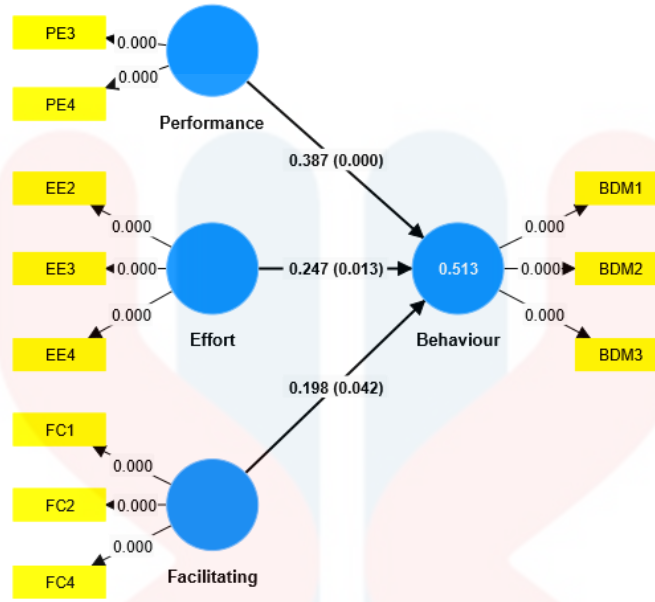 PE3
0.000
0.000
PE4
Performance
0.387 (0.000)
EE2
0.000
EE3
0.000
EE4
0.000
Effort
0.247 (0.013)
0.513
Behaviour
BDM1
0.000
BDM2
0.000
BDM3
0.000
0.198 (0.042)
FC1
0.000
FC2
0.000
FC4
0.000
Facilitating